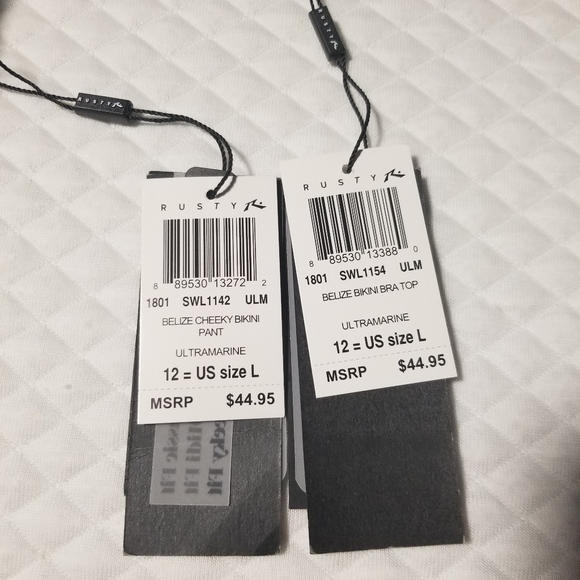 RUSTY
RUSTY
RUSTY
8 89530 13272 2
1801 SWL1142 ULM
BELIZE CHEEKY BIKINI
PANT
ULTRAMARINE
12 = US size L
MSRP $44.95
RUSTY
8 89530 13388 0
1801 SWL1154 ULM
BELIZE BIKINI BRA TOP
ULTRAMARINE
12 = US size L
MSRP $44.95